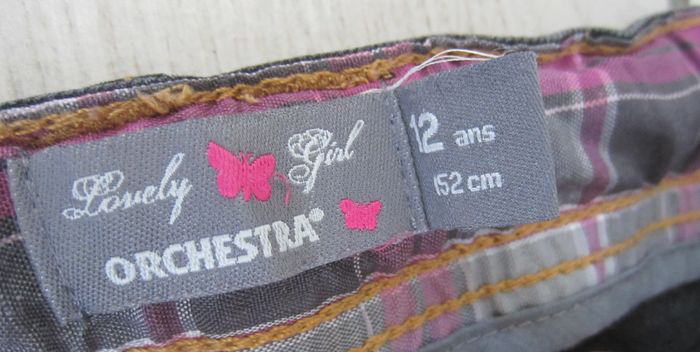 Lovely Girl
ORCHESTRA®
12 ans
152 cm